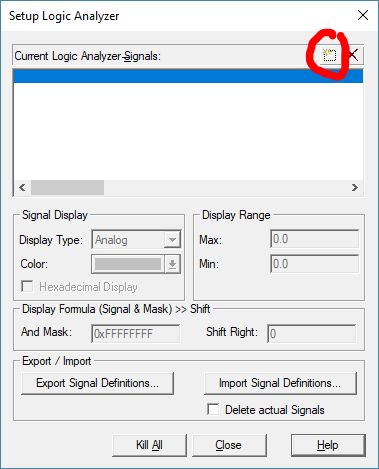 Setup Logic Analyzer
Current Logic Analyzer Signals:
Signal Display
Display Range
Display Type:
Analog
Max:
0.0
Color:
Min:
0.0
Hexadecimal Display
Display Formula (Signal & Mask) >> Shift
And Mask:
0xFFFFFFFF
Shift Right:
0
Export / Import
Export Signal Definitions...
Import Signal Definitions...
Delete actual Signals
Kill All
Close
Help